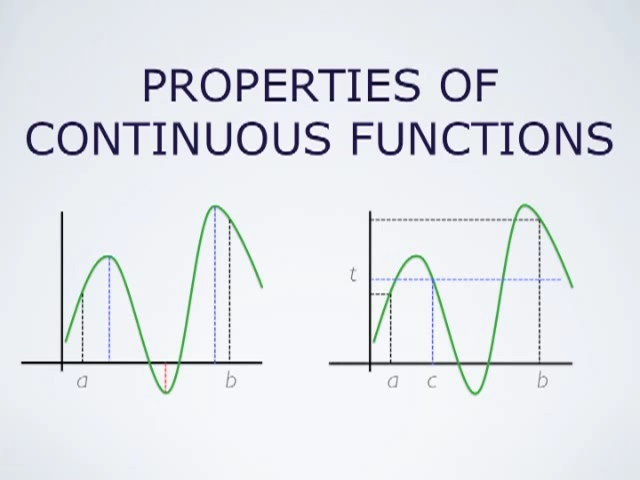 PROPERTIES OF
CONTINUOUS FUNCTIONS
t
a b
a c b